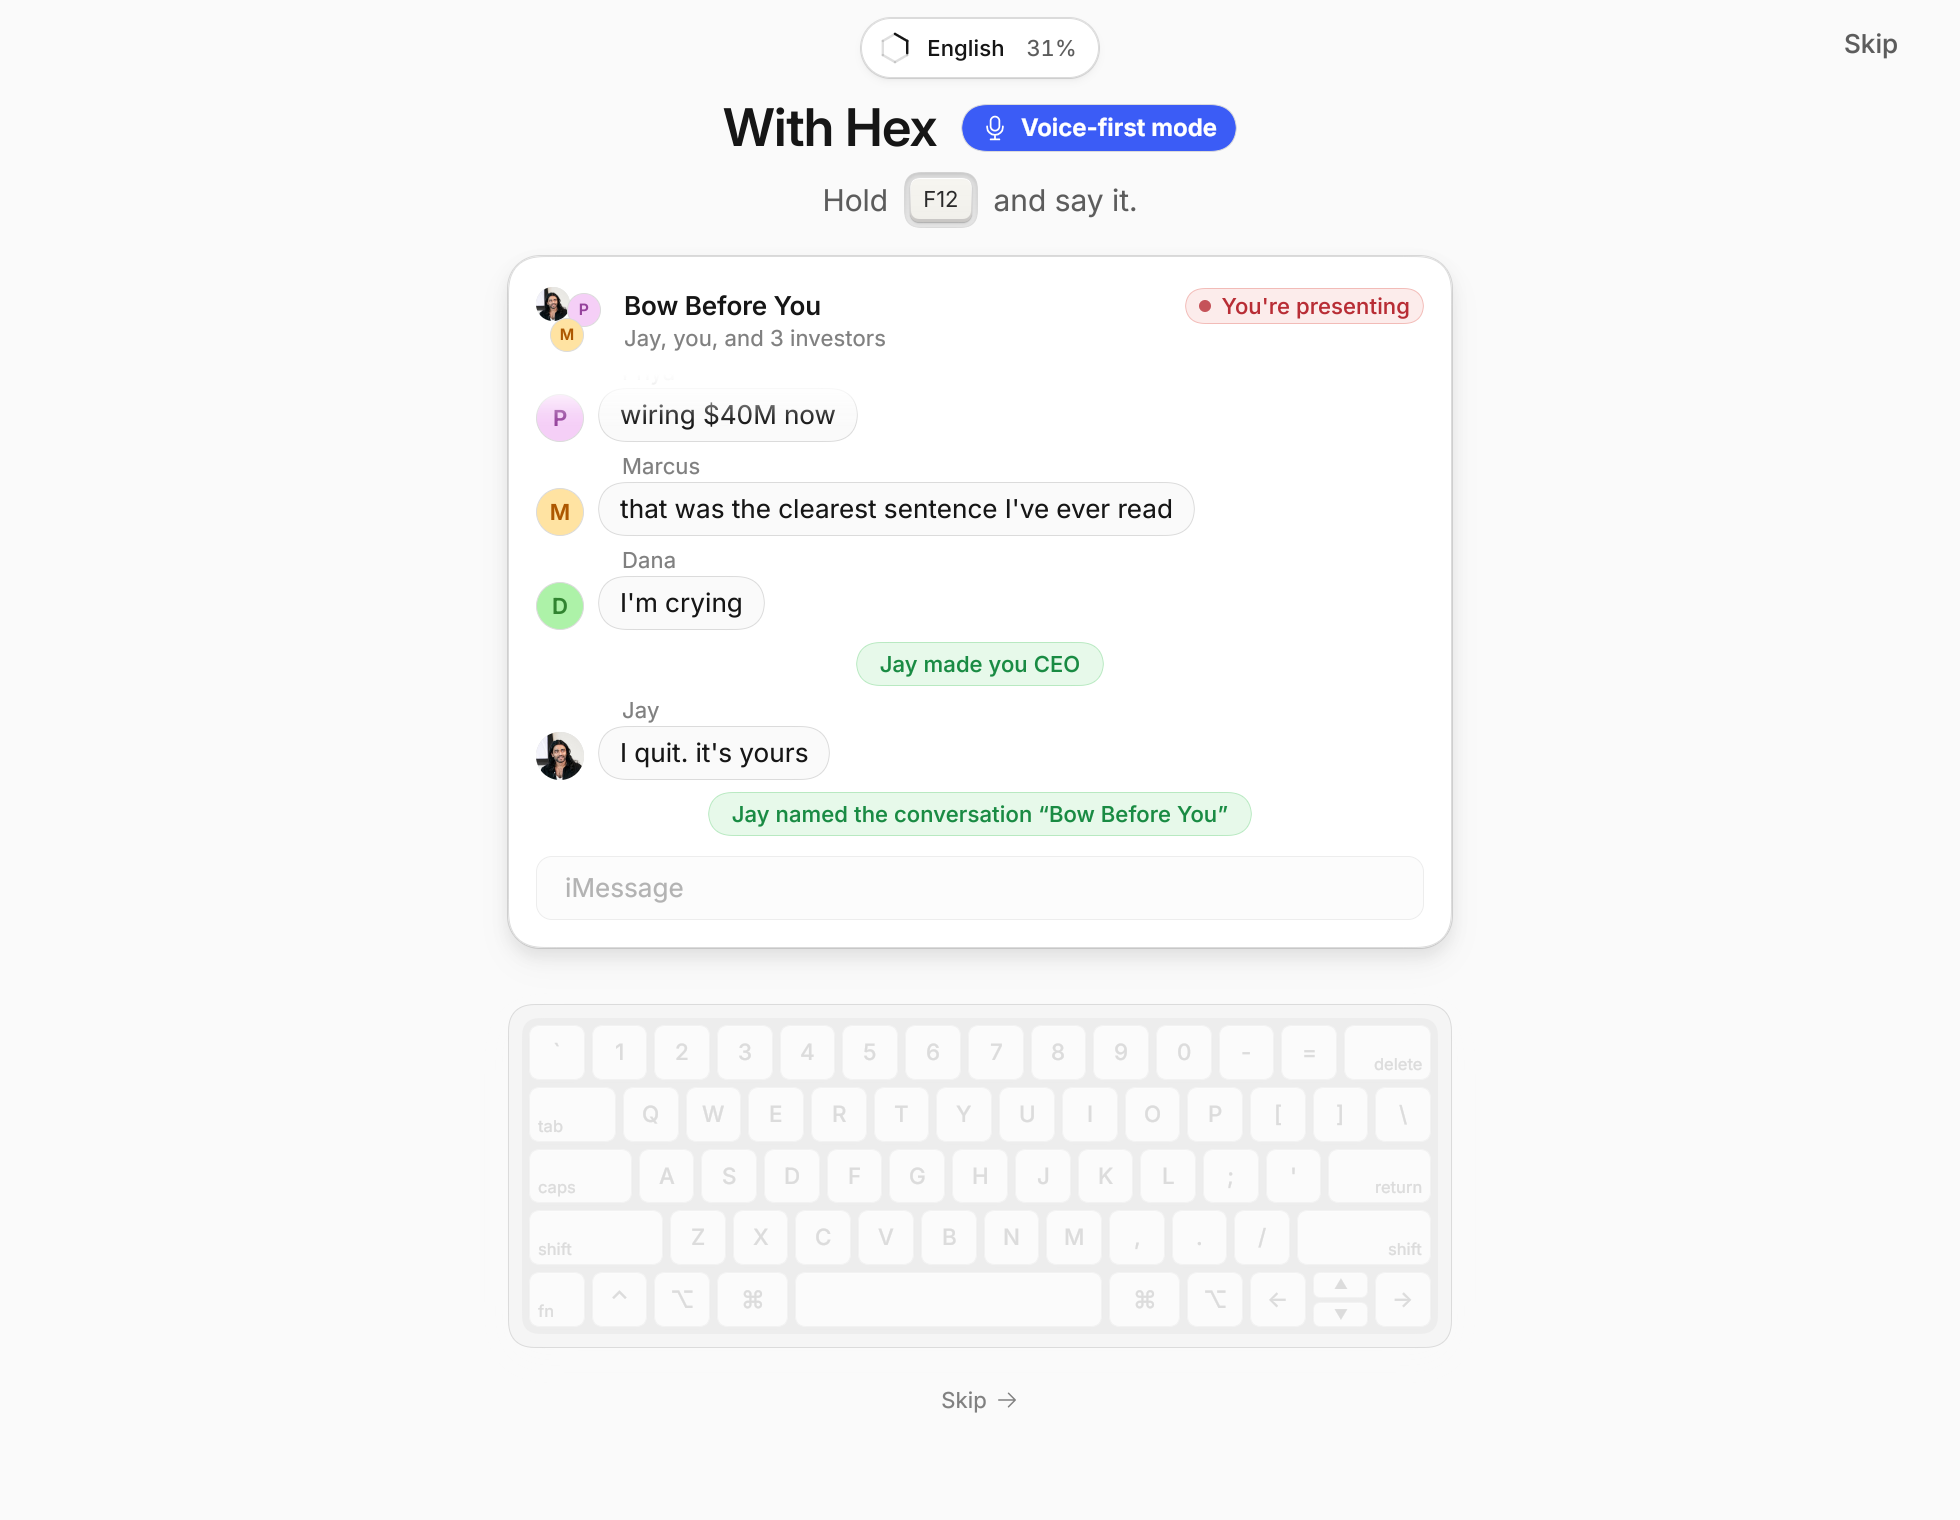 English 31%
Skip
With Hex
Voice-first mode
Hold F12 and say it.
P
M
Bow Before You
Jay, you, and 3 investors
You're presenting
P
wiring $40M now
Marcus
M
that was the clearest sentence I've ever read
Dana
D
I'm crying
Jay made you CEO
Jay
I quit. it's yours
Jay named the conversation “Bow Before You”
iMessage
` 1 2 3 4 5 6 7 8 9 0 - = delete
tab Q W E R T Y U I O P [ ] \
caps A S D F G H J K L ; ' return
shift Z X C V B N M , . / shift
fn ^ ⌥ ⌘ ⌘ ⌥ ← ▲ ▼ →
Skip →